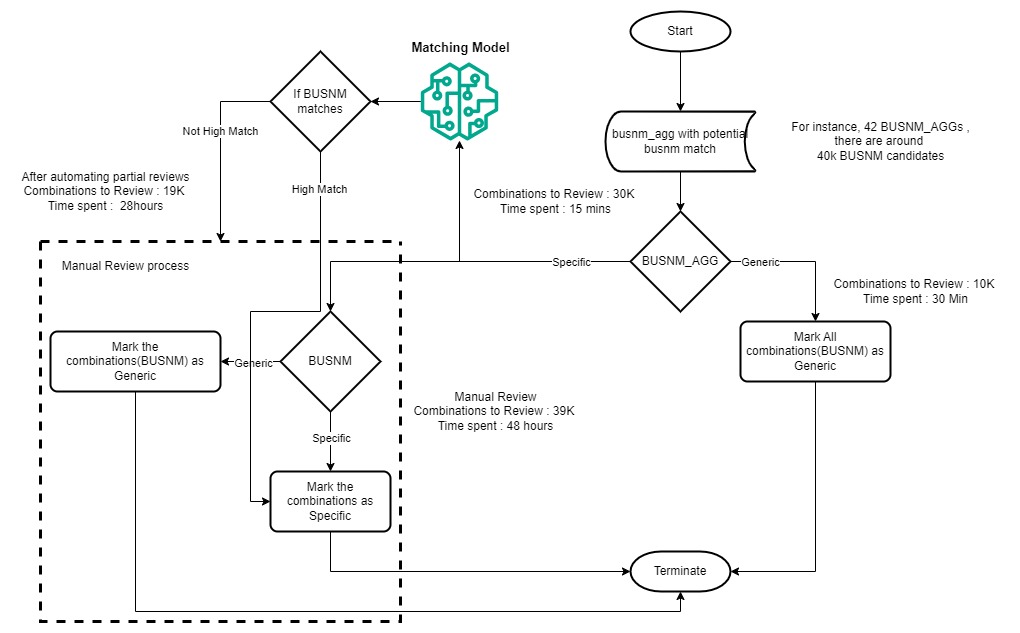 Start
Matching Model
If BUSNM
matches
Not High Match
High Match
busnm_agg with potential
busnm match
For instance, 42 BUSNM_AGGs ,
there are around
40k BUSNM candidates
After automating partial reviews
Combinations to Review : 19K
Time spent : 28hours
Combinations to Review : 30K
Time spent : 15 mins
Manual Review process
Specific
BUSNM_AGG
Generic
Combinations to Review : 10K
Time spent : 30 Min
Mark the
combinations(BUSNM) as
Generic
Generic
BUSNM
Mark All
combinations(BUSNM) as
Generic
Manual Review
Combinations to Review : 39K
Time spent : 48 hours
Specific
Mark the
combinations as
Specific
Terminate